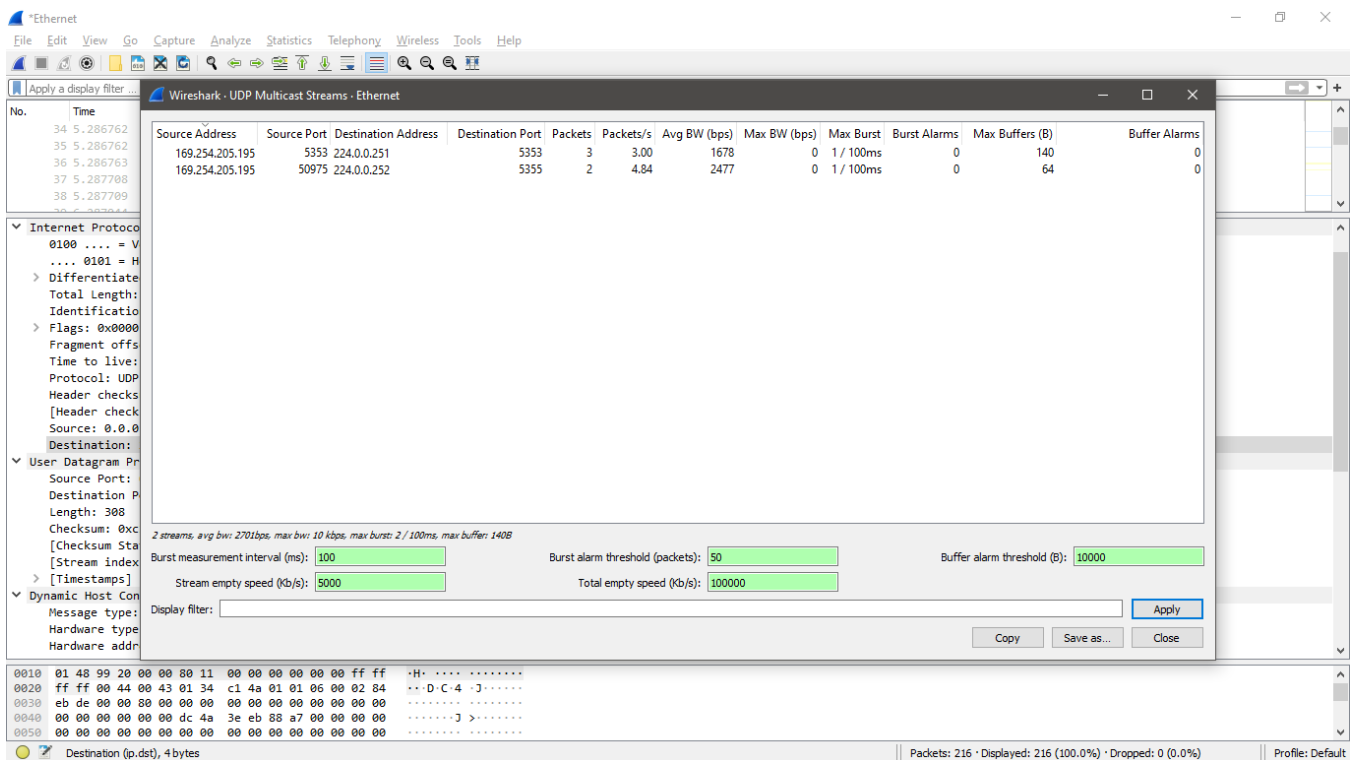 *Ethernet
File Edit View Go Capture Analyze Statistics Telephony Wireless Tools Help
Apply a display filter ...
No. Time
34 5.286762
35 5.286762
36 5.286763
37 5.287708
38 5.287709
Wireshark · UDP Multicast Streams · Ethernet
Source Address Source Port Destination Address Destination Port Packets Packets/s Avg BW (bps) Max BW (bps) Max Burst Burst Alarms Max Buffers (B) Buffer Alarms
169.254.205.195 5353 224.0.0.251 5353 3 3.00 1678 0 1 / 100ms 0 140 0
169.254.205.195 50975 224.0.0.252 5355 2 4.84 2477 0 1 / 100ms 0 64 0
2 streams, avg bw: 2701bps, max bw: 10 kbps, max burst: 2 / 100ms, max buffer: 140B
Burst measurement interval (ms): 100 Burst alarm threshold (packets): 50 Buffer alarm threshold (B): 10000
Stream empty speed (Kb/s): 5000 Total empty speed (Kb/s): 100000
Display filter: Apply
Copy Save as... Close
Internet Protoco
0100 .... = V
.... 0101 = H
Differentiate
Total Length:
Identificatio
Flags: 0x0000
Fragment offs
Time to live:
Protocol: UDP
Header checks
[Header check
Source: 0.0.0
Destination:
User Datagram Pr
Source Port:
Destination P
Length: 308
Checksum: 0xc
[Checksum Sta
[Stream index
[Timestamps]
Dynamic Host Con
Message type:
Hardware type
Hardware addr
0010 01 48 99 20 00 00 80 11 00 00 00 00 00 00 ff ff ·H· ···· ········
0020 ff ff 00 44 00 43 01 34 c1 4a 01 01 06 00 02 84 ···D·C·4 ·J······
0030 eb de 00 00 80 00 00 00 00 00 00 00 00 00 00 00 ········ ········
0040 00 00 00 00 00 00 dc 4a 3e eb 88 a7 00 00 00 00 ·······J >·······
0050 00 00 00 00 00 00 00 00 00 00 00 00 00 00 00 00 ········ ········
Destination (ip.dst), 4 bytes Packets: 216 · Displayed: 216 (100.0%) · Dropped: 0 (0.0%) Profile: Default